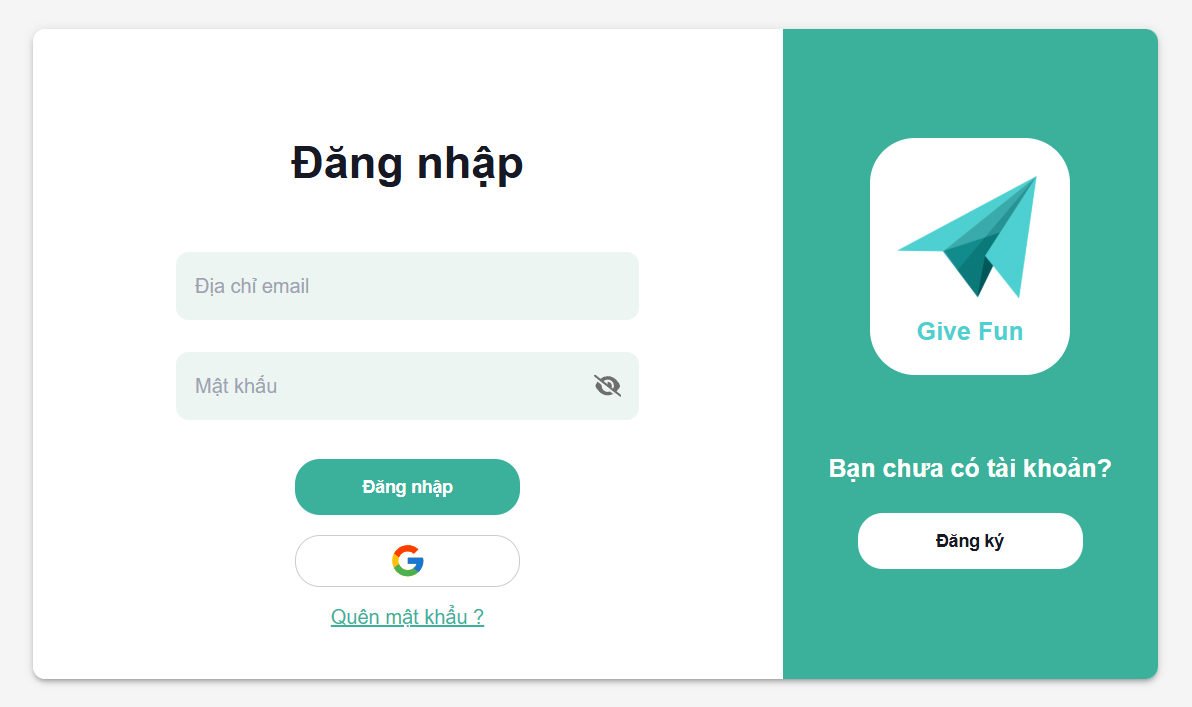 Đăng nhập
Địa chỉ email
Mật khẩu
Đăng nhập
Quên mật khẩu ?
Give Fun
Bạn chưa có tài khoản?
Đăng ký